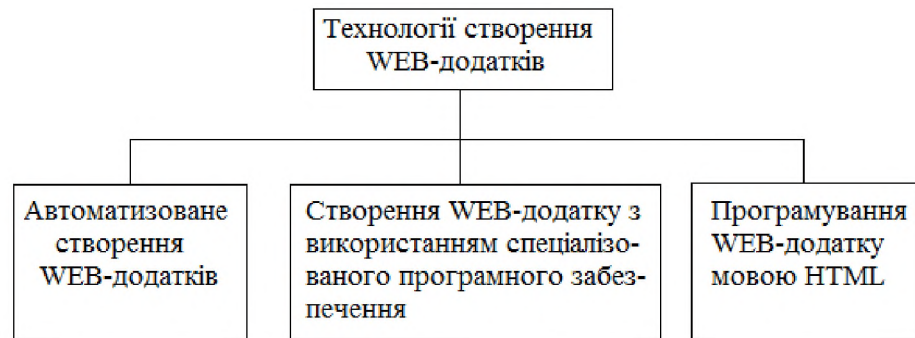 Технології створення
WEB-додатків
Автоматизоване
створення
WEB-додатків
Створення WEB-додатку з
використанням спеціалізо-
ваного програмного забез-
печення
Програмування
WEB-додатку
мовою HTML